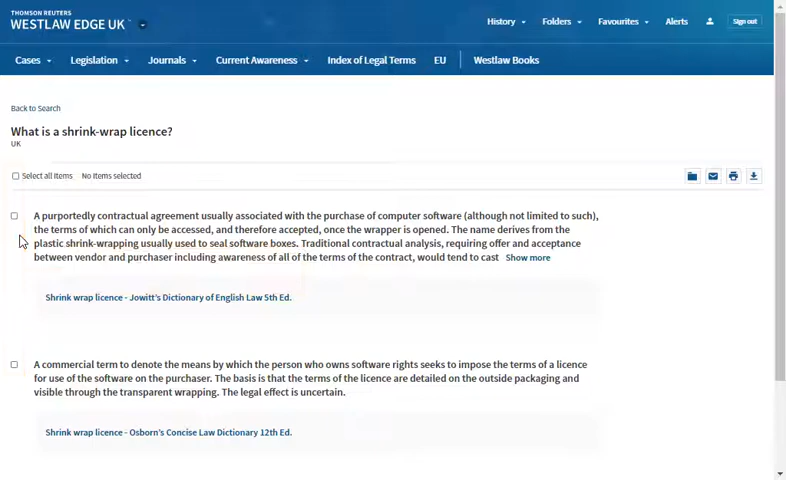 THOMSON REUTERS
WESTLAW EDGE UK
History Folders Favourites Alerts Sign out
Cases Legislation Journals Current Awareness Index of Legal Terms EU Westlaw Books
Back to Search
What is a shrink-wrap licence?
UK
Select all items No items selected
A purportedly contractual agreement usually associated with the purchase of computer software (although not limited to such),
the terms of which can only be accessed, and therefore accepted, once the wrapper is opened. The name derives from the
plastic shrink-wrapping usually used to seal software boxes. Traditional contractual analysis, requiring offer and acceptance
between vendor and purchaser including awareness of all of the terms of the contract, would tend to cast Show more
Shrink wrap licence - Jowitt's Dictionary of English Law 5th Ed.
A commercial term to denote the means by which the person who owns software rights seeks to impose the terms of a licence
for use of the software on the purchaser. The basis is that the terms of the licence are detailed on the outside packaging and
visible through the transparent wrapping. The legal effect is uncertain.
Shrink wrap licence - Osborn's Concise Law Dictionary 12th Ed.